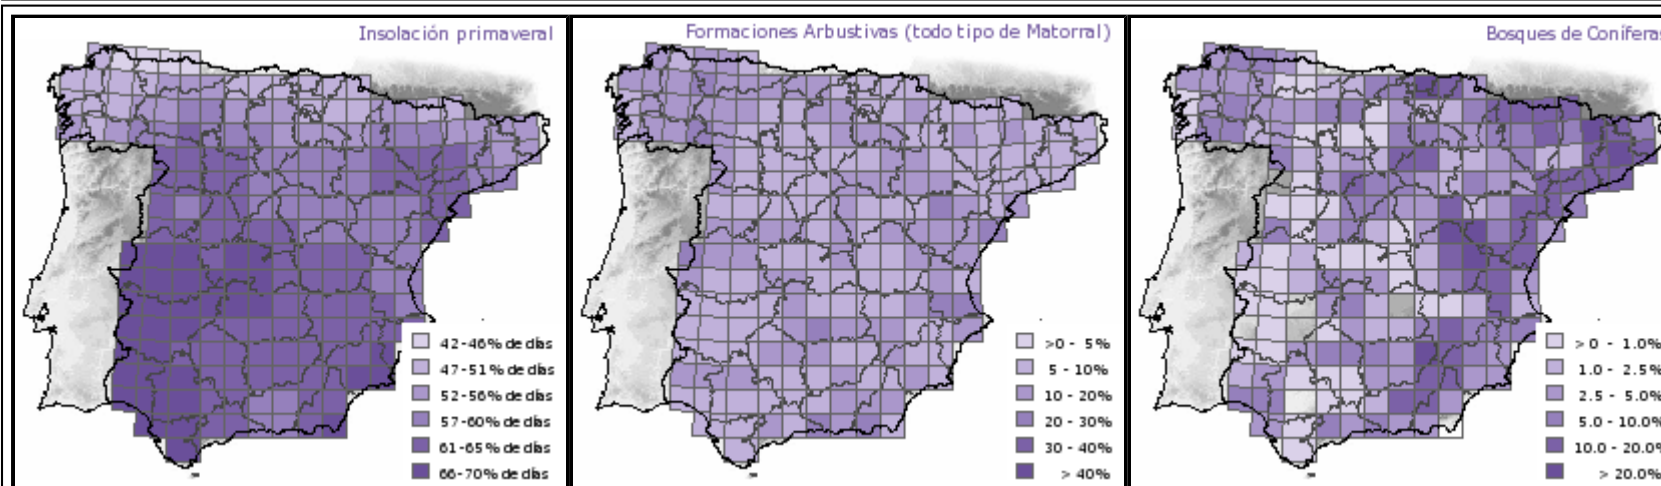 Insolación primaveral
42-46% de días
47-51% de días
52-56% de días
57-60% de días
61-65% de días
66-70% de días
Formaciones Arbustivas (todo tipo de Matorral)
>0 - 5%
5 - 10%
10 - 20%
20 - 30%
30 - 40%
> 40%
Bosques de Coníferas
>0 - 1.0%
1.0 - 2.5%
2.5 - 5.0%
5.0 - 10.0%
10.0 - 20.0%
> 20.0%